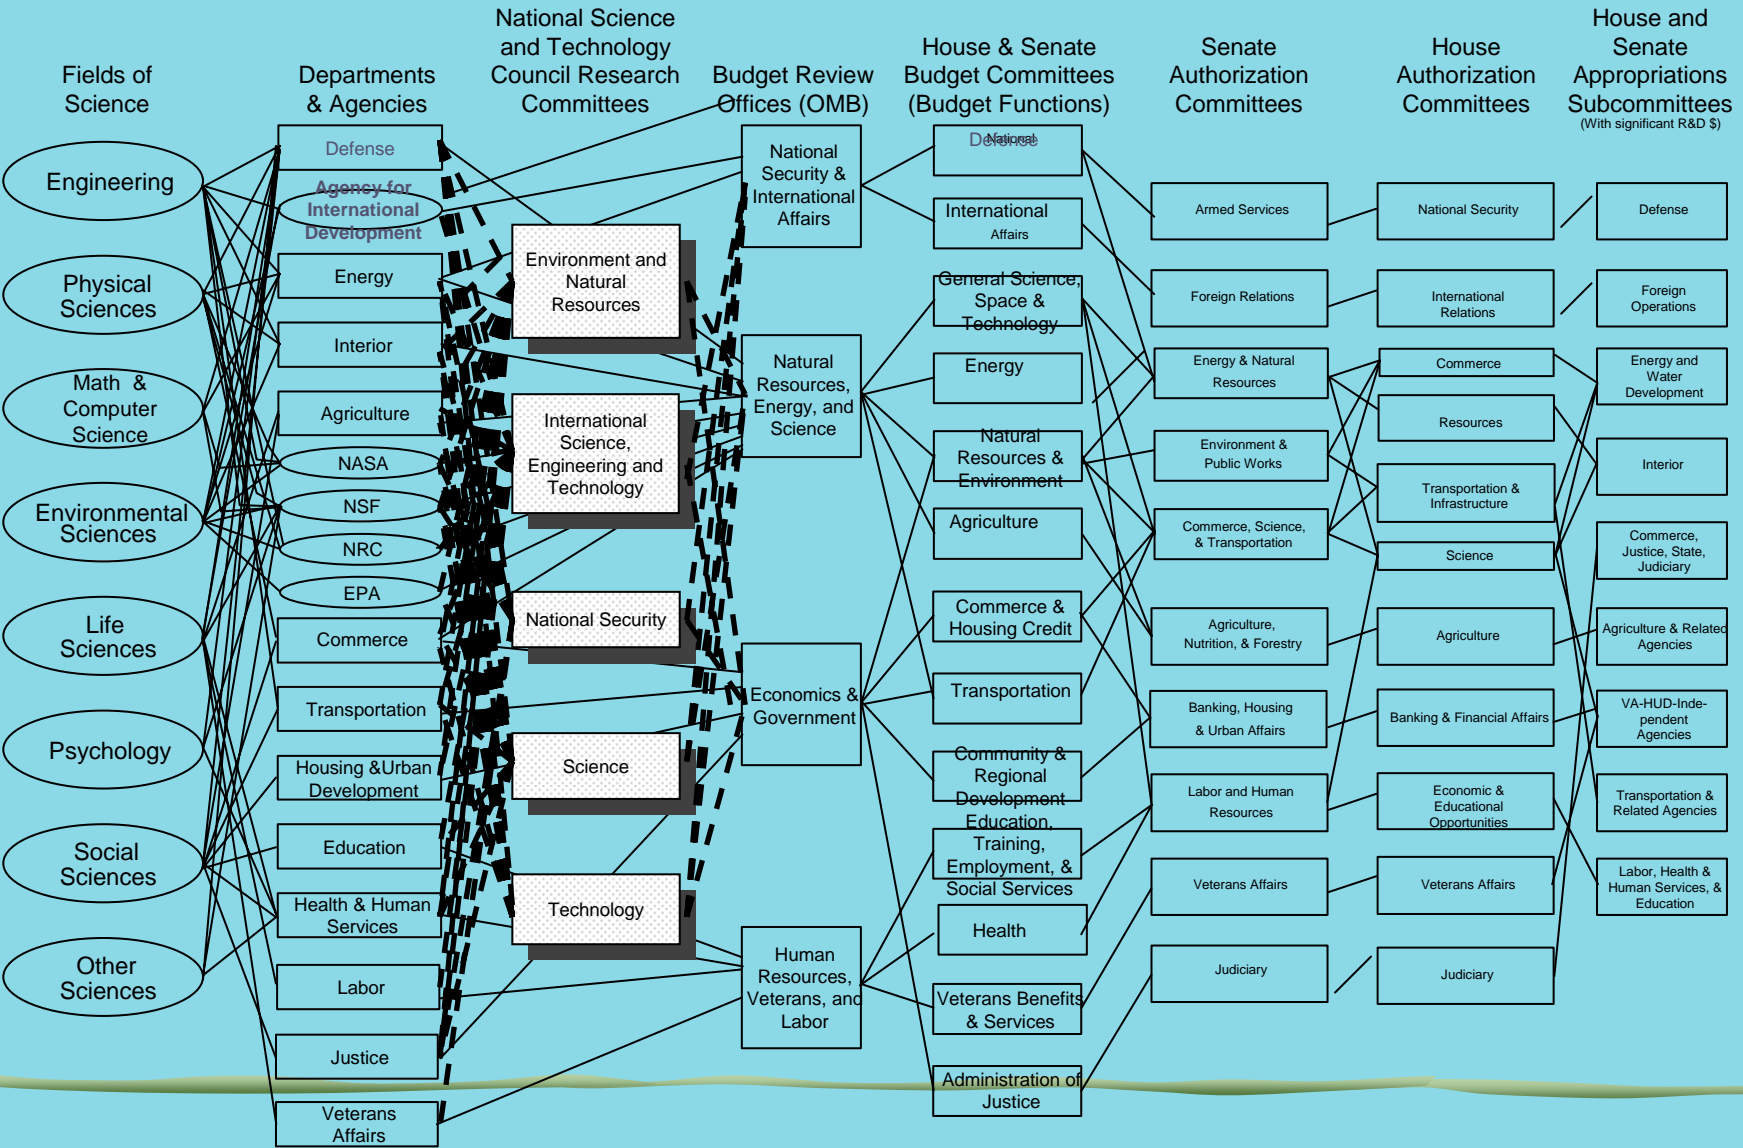 Fields of
Science
Departments
& Agencies
National Science
and Technology
Council Research
Committees
Budget Review
Offices (OMB)
House & Senate
Budget Committees
(Budget Functions)
Senate
Authorization
Committees
House
Authorization
Committees
House and
Senate
Appropriations
Subcommittees
(With significant R&D $)
Engineering
Physical
Sciences
Math &
Computer
Science
Environmental
Sciences
Life
Sciences
Psychology
Social
Sciences
Other
Sciences
Defense
Agency for
International
Development
Energy
Interior
Agriculture
NASA
NSF
NRC
EPA
Commerce
Transportation
Housing &Urban
Development
Education
Health & Human
Services
Labor
Justice
Veterans
Affairs
Environment and
Natural
Resources
International
Science,
Engineering and
Technology
National Security
Science
Technology
National
Security &
International
Affairs
Natural
Resources,
Energy, and
Science
Economics &
Government
Human
Resources,
Veterans, and
Labor
National
Defense
International
Affairs
General Science,
Space &
Technology
Energy
Natural
Resources &
Environment
Agriculture
Commerce &
Housing Credit
Transportation
Community &
Regional
Development
Education,
Training,
Employment, &
Social Services
Health
Veterans Benefits
& Services
Administration of
Justice
Armed Services
Foreign Relations
Energy & Natural
Resources
Environment &
Public Works
Commerce, Science,
& Transportation
Agriculture,
Nutrition, & Forestry
Banking, Housing
& Urban Affairs
Labor and Human
Resources
Veterans Affairs
Judiciary
National Security
International
Relations
Commerce
Resources
Transportation &
Infrastructure
Science
Agriculture
Banking & Financial Affairs
Economic &
Educational
Opportunities
Veterans Affairs
Judiciary
Defense
Foreign
Operations
Energy and
Water
Development
Interior
Commerce,
Justice, State,
Judiciary
Agriculture & Related
Agencies
VA-HUD-Inde-
pendent
Agencies
Transportation &
Related Agencies
Labor, Health &
Human Services, &
Education